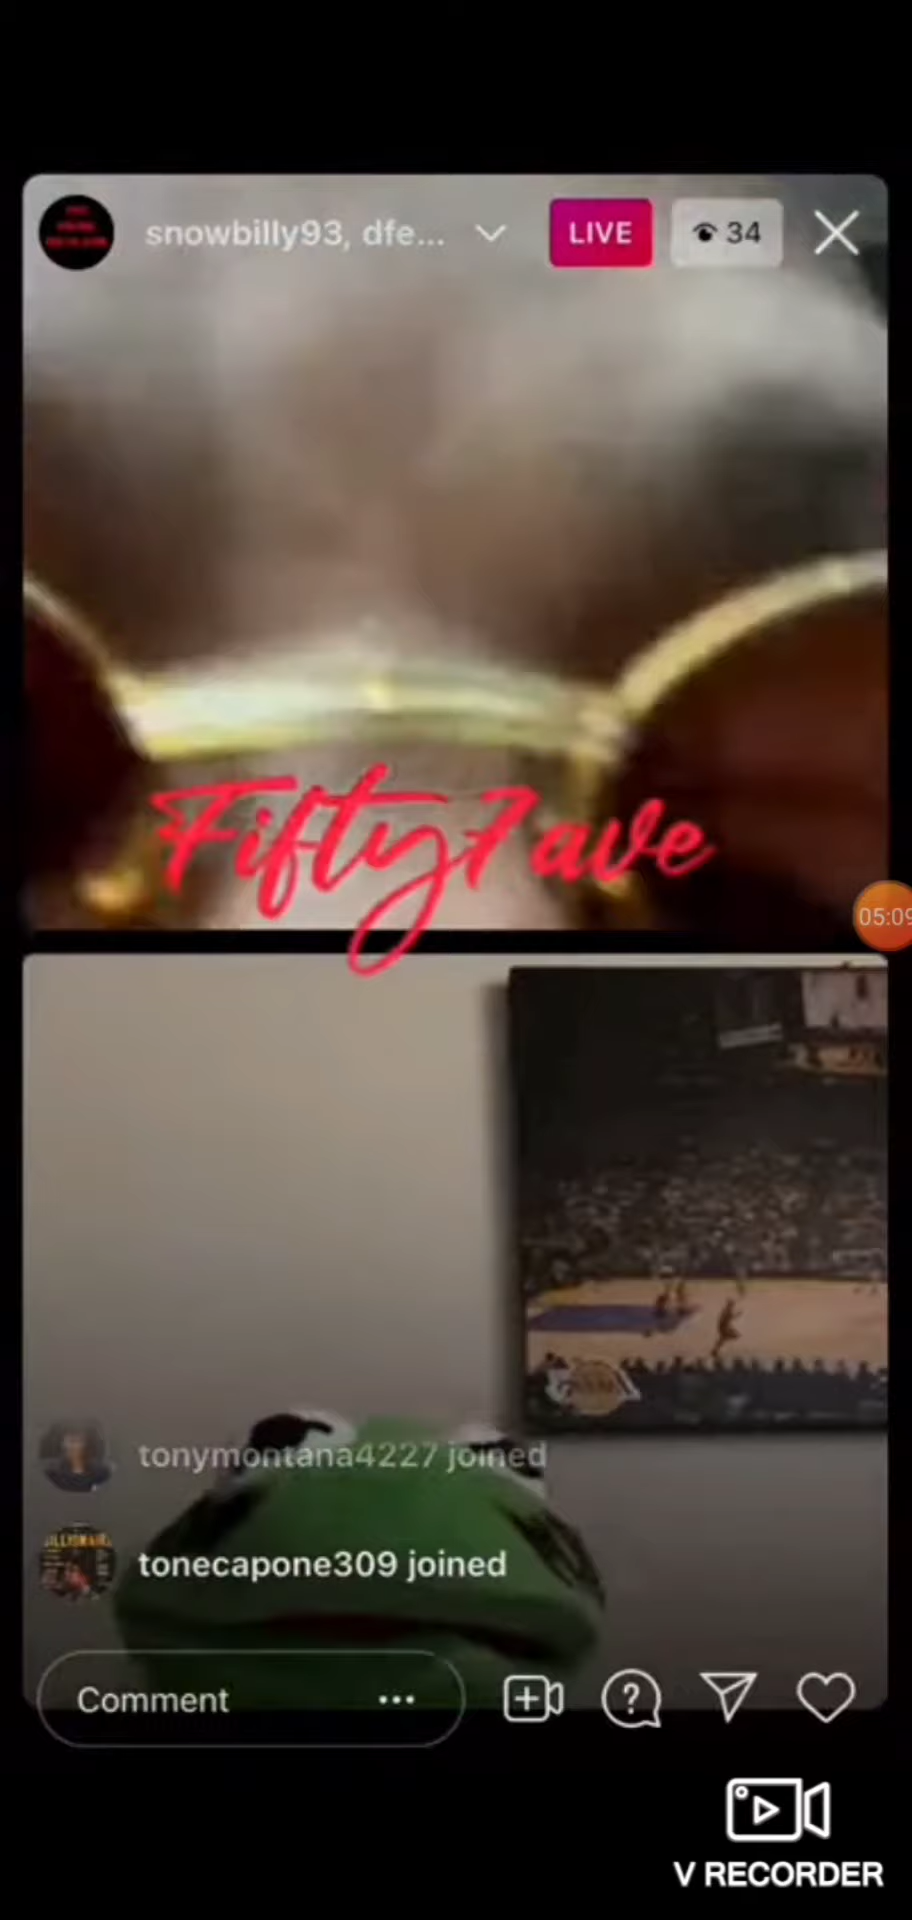 snowbilly93, dfe...
LIVE
34
Fifty7ave
05:09
tonymontana4227 joined
tonecapone309 joined
Comment
V RECORDER